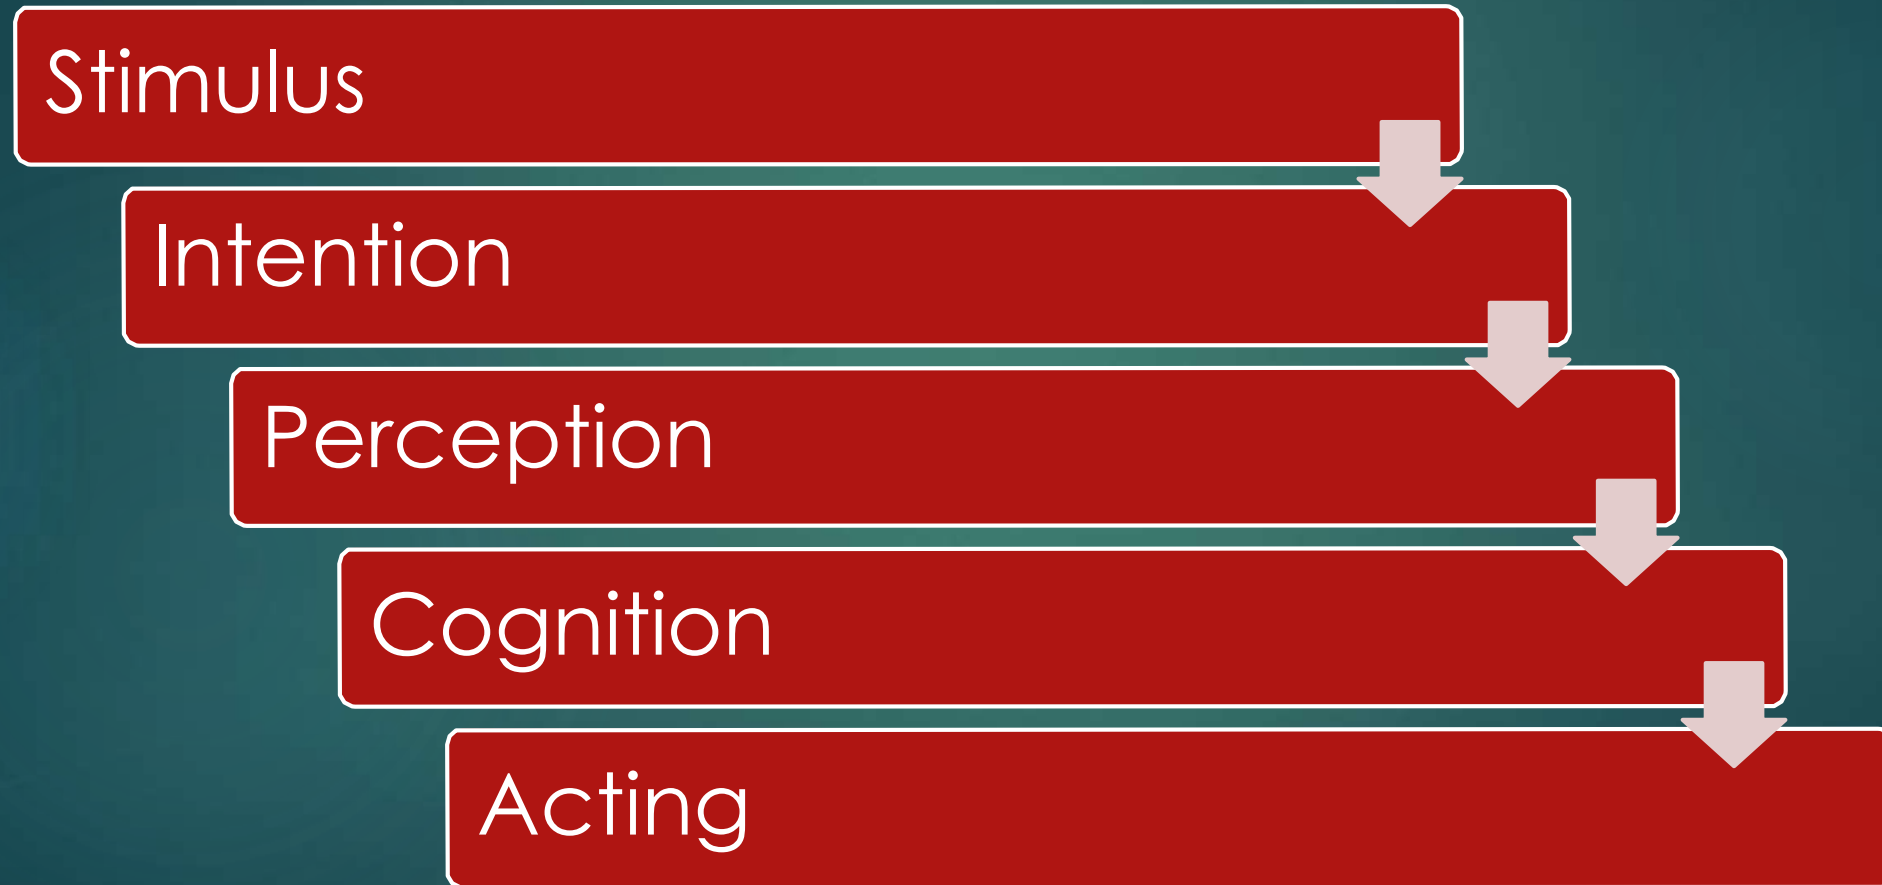 Stimulus
Intention
Perception
Cognition
Acting